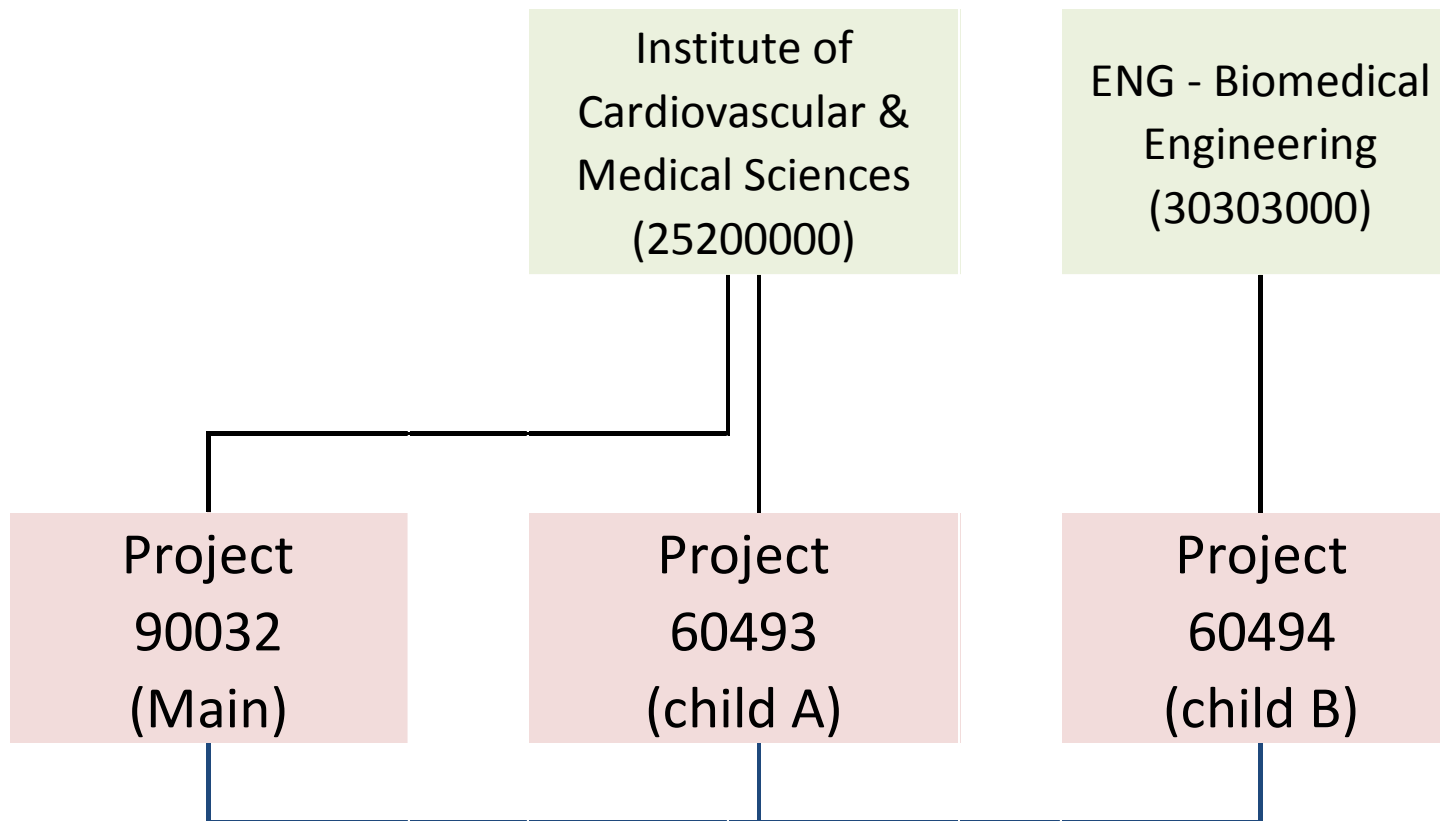 Institute of
Cardiovascular &
Medical Sciences
(25200000)
ENG - Biomedical
Engineering
(30303000)
Project
90032
(Main)
Project
60493
(child A)
Project
60494
(child B)